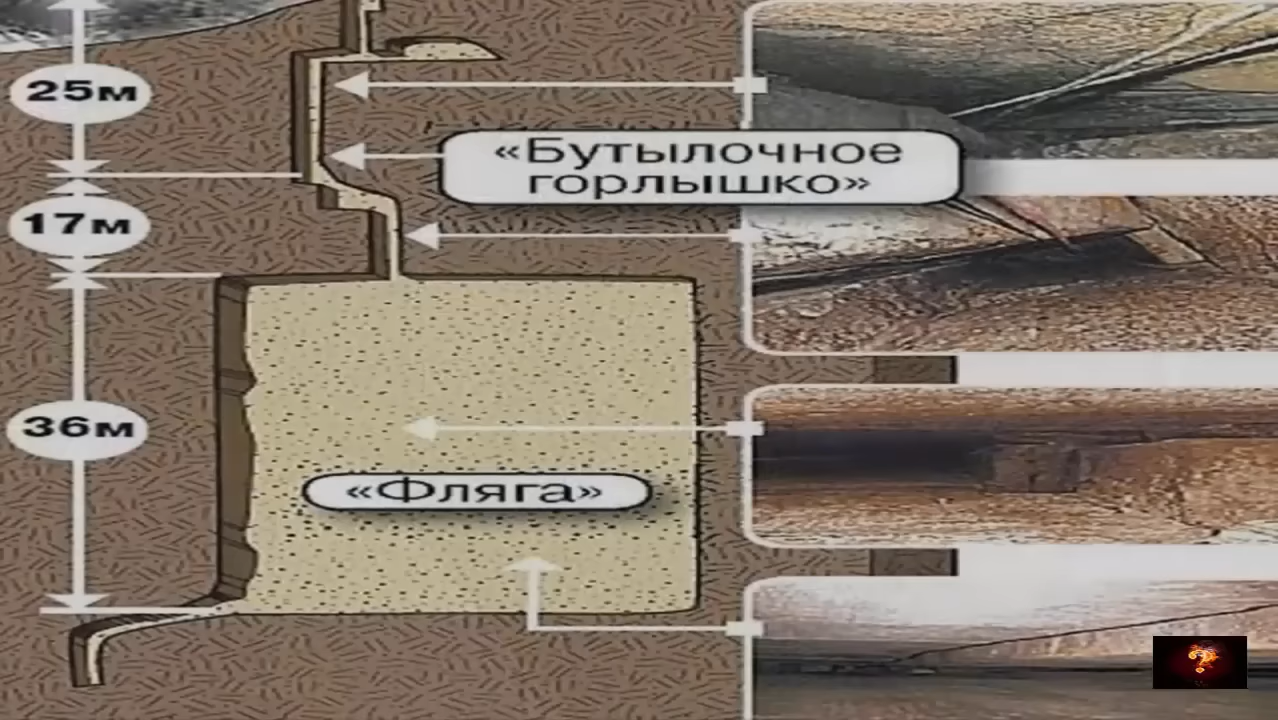 25м
«Бутылочное
горлышко»
17м
36м
«Фляга»